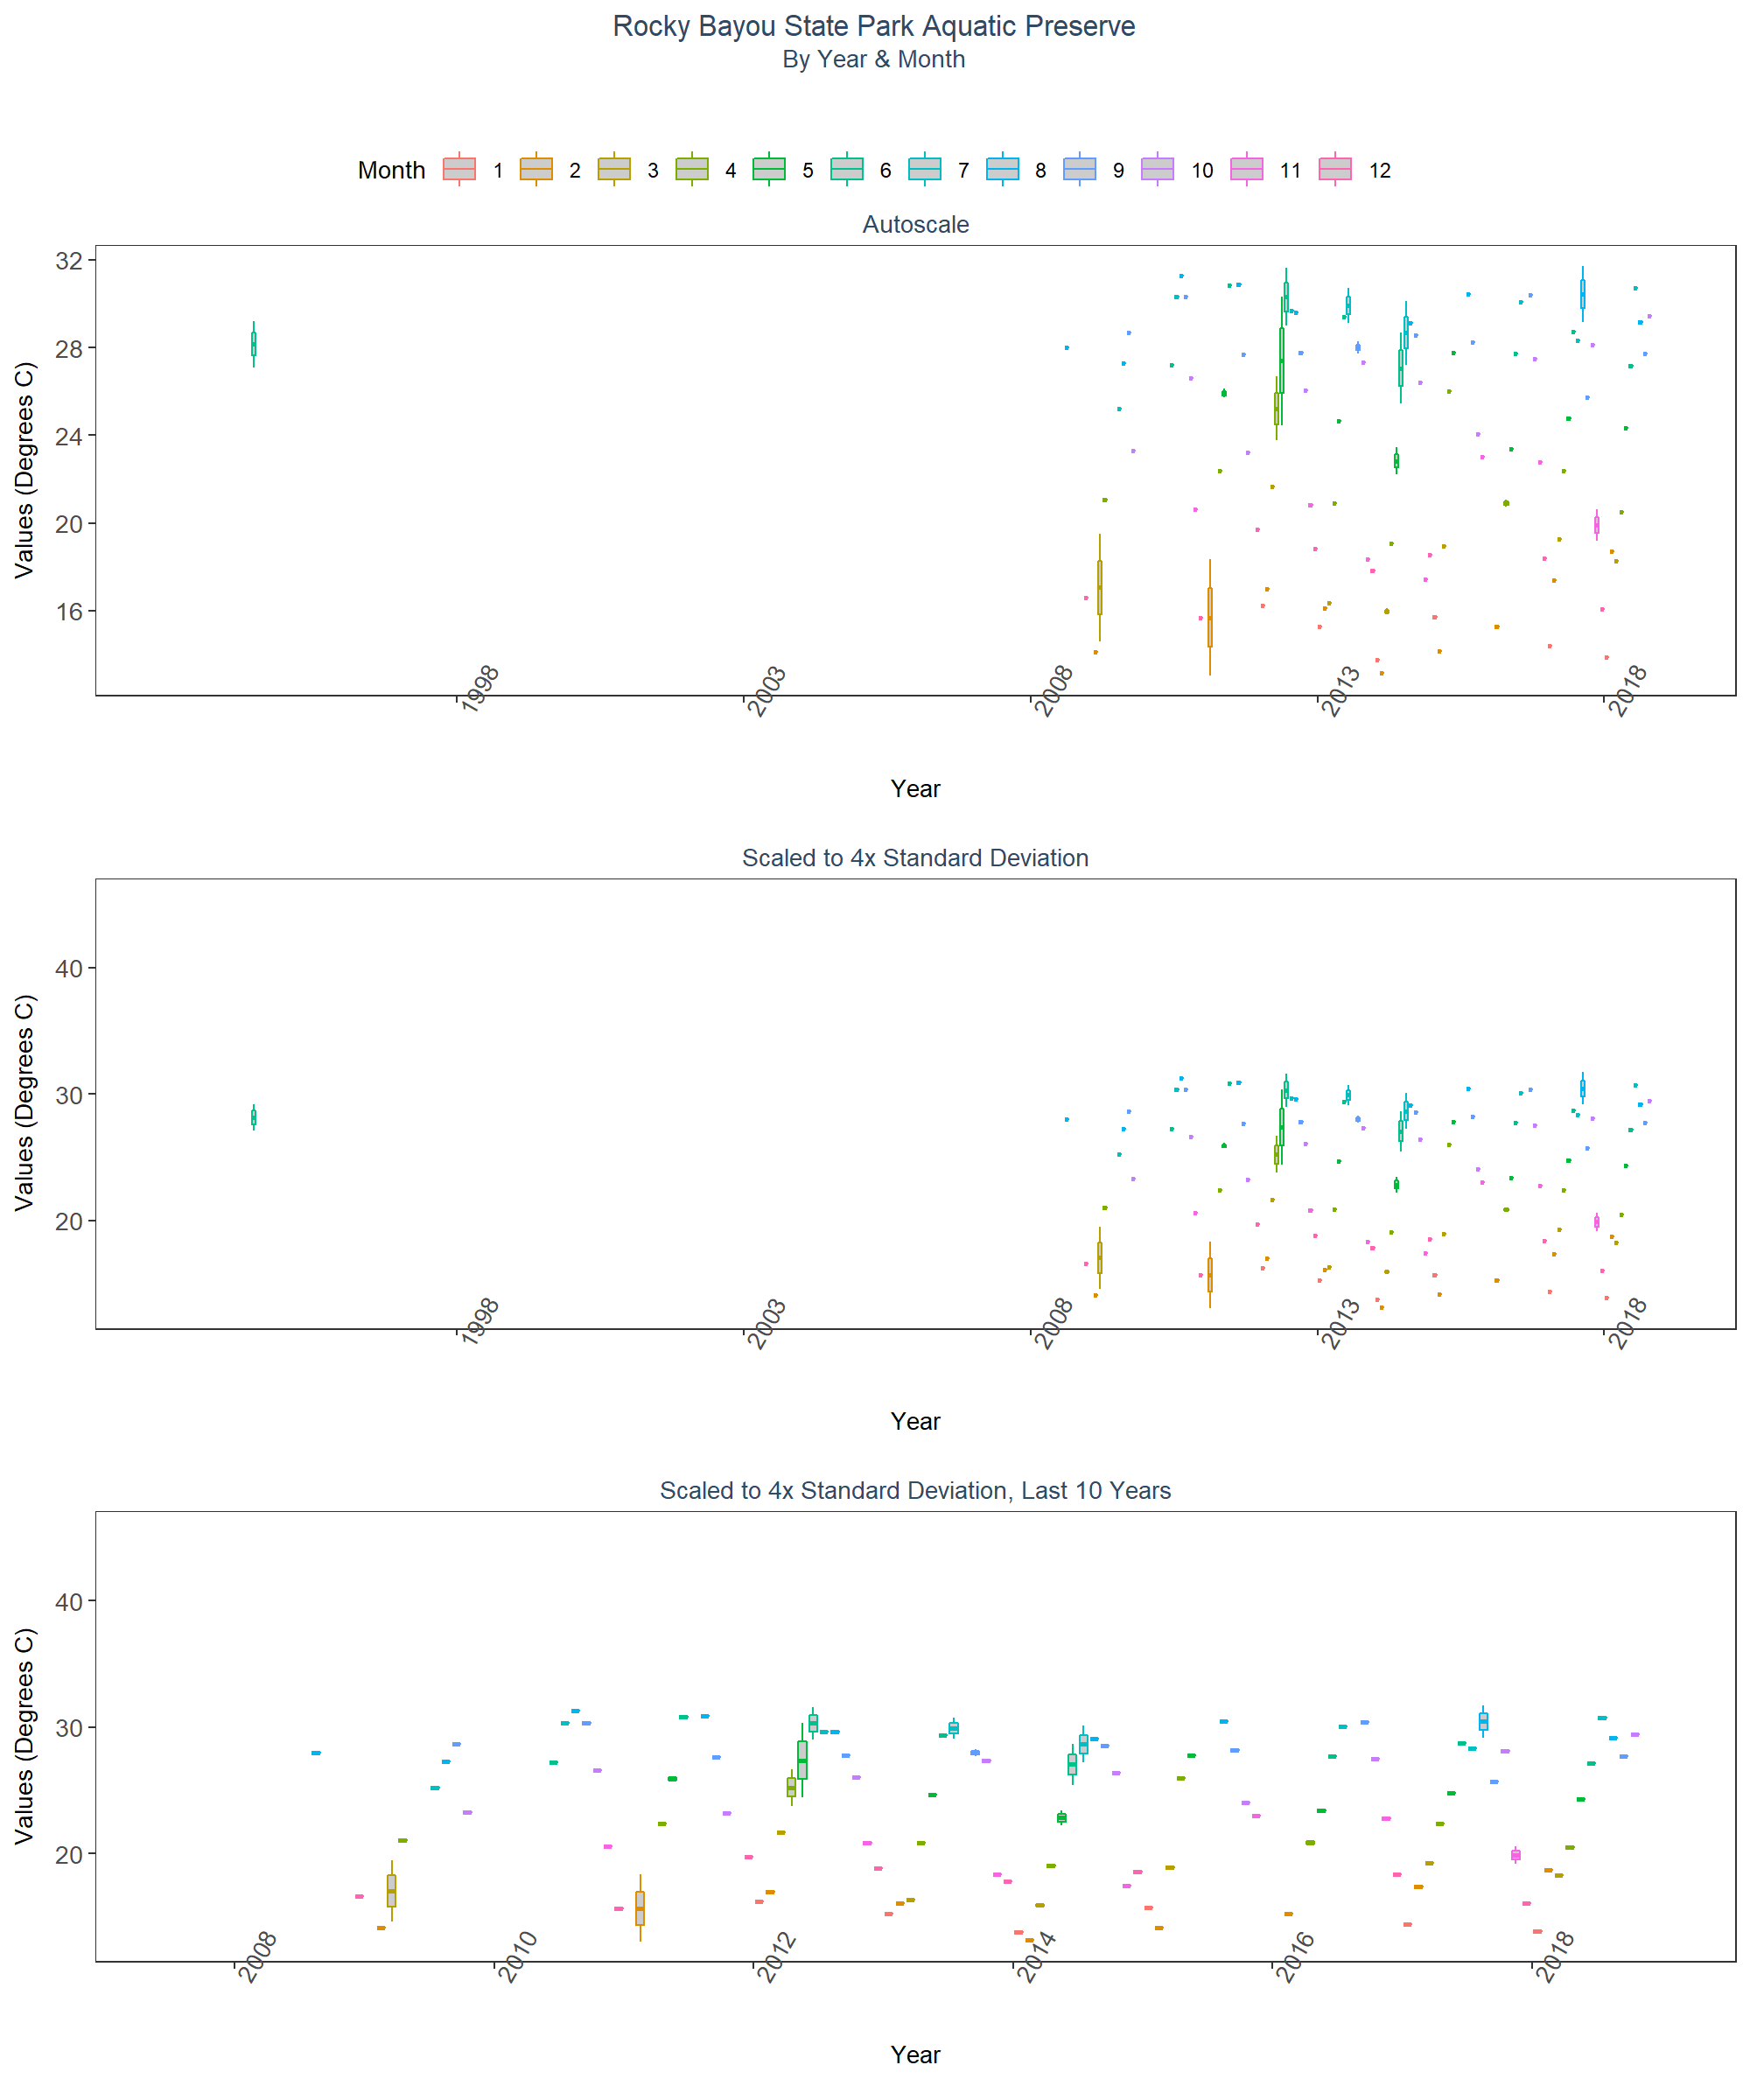 Rocky Bayou State Park Aquatic Preserve
By Year & Month
Month 1 2 3 4 5 6 7 8 9 10 11 12
Autoscale
32
28
24
20
16
Values (Degrees C)
1998 2003 2008 2013 2018
Year
Scaled to 4x Standard Deviation
40
30
20
Values (Degrees C)
1998 2003 2008 2013 2018
Year
Scaled to 4x Standard Deviation, Last 10 Years
40
30
20
Values (Degrees C)
2008 2010 2012 2014 2016 2018
Year